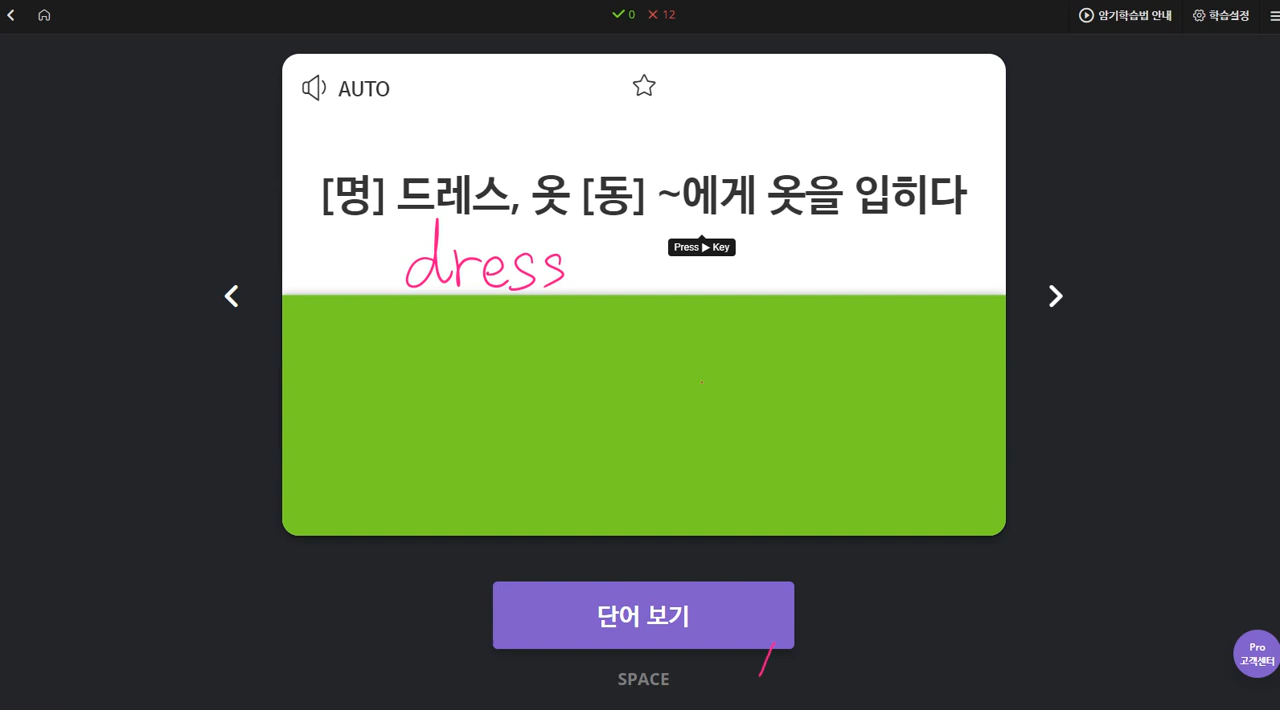 0 12 암기학습법 안내 학습설정
AUTO
[명] 드레스, 옷 [동] ~에게 옷을 입히다
Press ▶ Key
dress
단어 보기
SPACE
Pro
고객센터